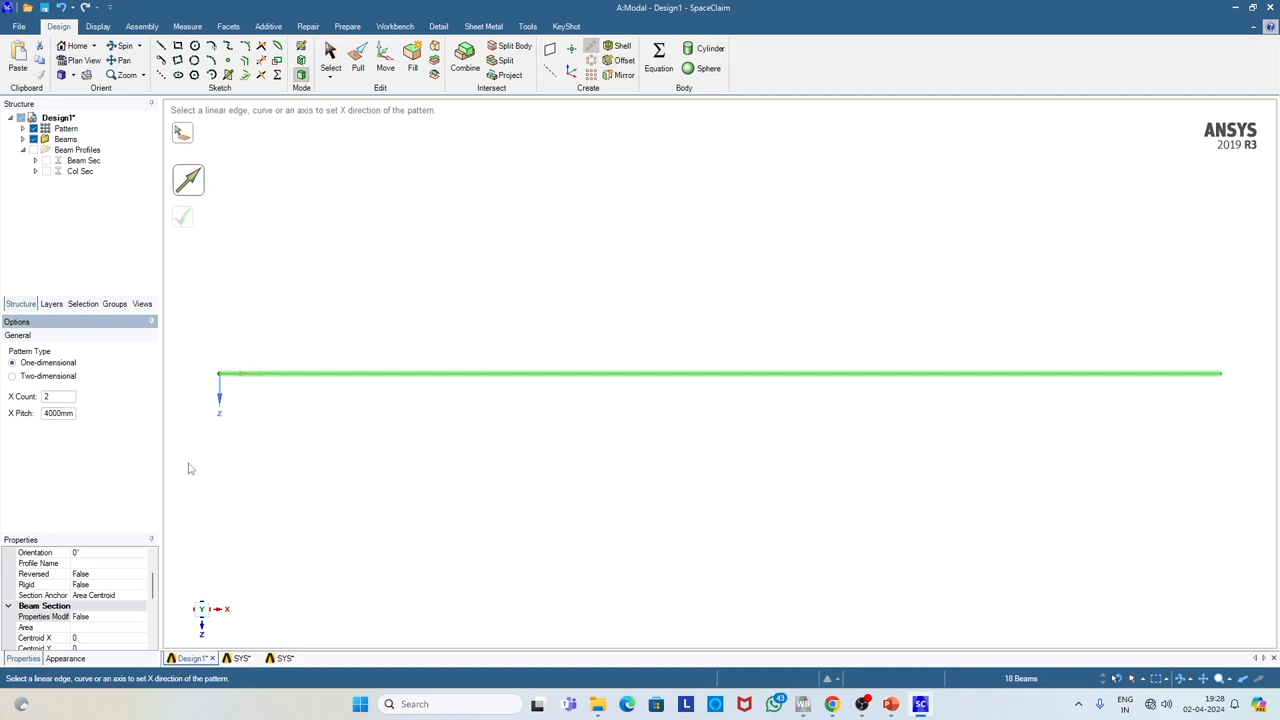 A:Modal - Design1 - SpaceClaim
File Design Display Assembly Measure Facets Additive Repair Prepare Workbench Detail Sheet Metal Tools KeyShot
Home Spin Split Body Shell Cylinder
Plan View Pan Split Offset Sphere
Paste Zoom Select Pull Move Fill Combine Project Mirror Equation
Clipboard Orient Sketch Mode Edit Intersect Create Body
Structure
Select a linear edge, curve or an axis to set X direction of the pattern.
Design1*
Pattern
Beams
Beam Profiles
Beam Sec
Col Sec
ANSYS
2019 R3
Structure Layers Selection Groups Views
Options
General
Pattern Type
One-dimensional
Two-dimensional
X Count: 2
X Pitch: 4000mm
Z
Properties
Orientation 0°
Profile Name
Reversed False
Rigid False
Section Anchor Area Centroid
Beam Section
Properties Modif False
Area
Centroid X 0
Centroid Y 0
Y X
Z
Properties Appearance
Design1* SYS* SYS*
Select a linear edge, curve or an axis to set X direction of the pattern.
18 Beams
Search
43
ENG
IN
19:28
02-04-2024